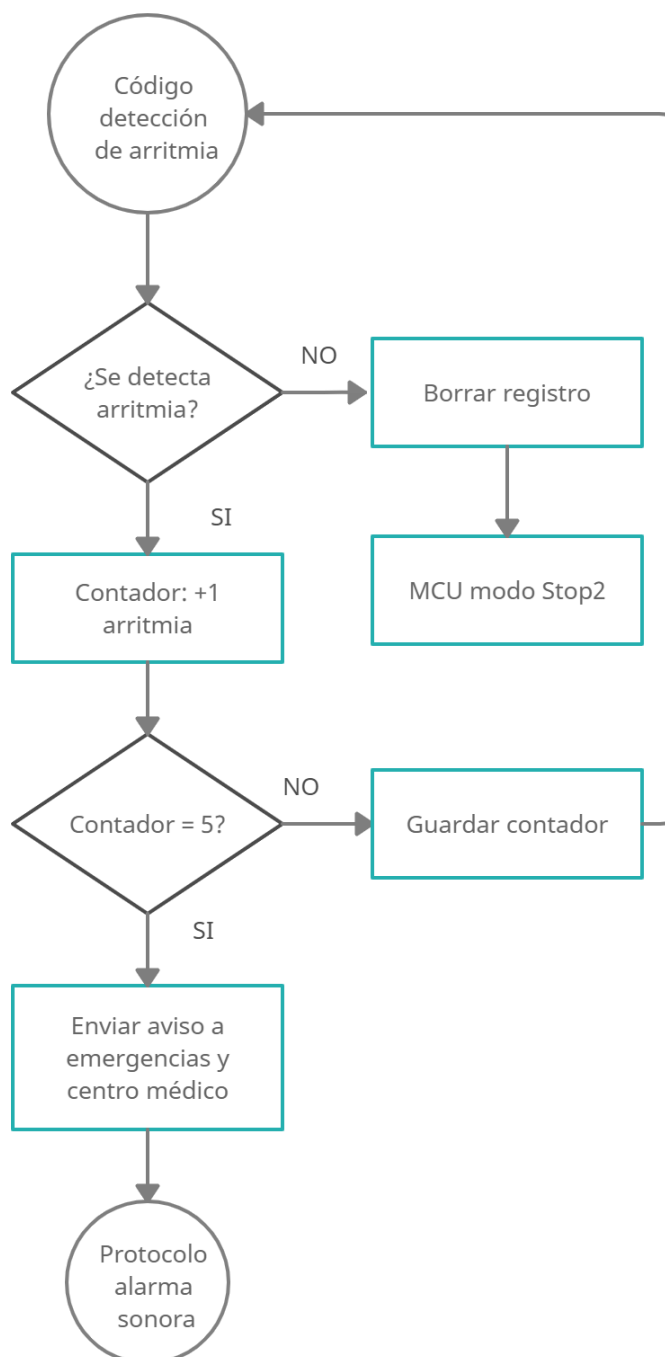 Código
detección
de arritmia
¿Se detecta
arritmia?
NO
Borrar registro
MCU modo Stop2
SI
Contador: +1
arritmia
Contador = 5?
NO
Guardar contador
SI
Enviar aviso a
emergencias y
centro médico
Protocolo
alarma
sonora